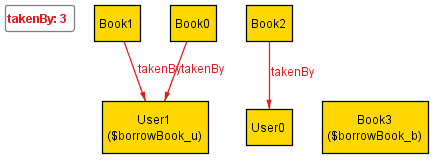 takenBy: 3
Book1
Book0
Book2
takenBy
takenBy
takenBy
User1
($borrowBook_u)
User0
Book3
($borrowBook_b)